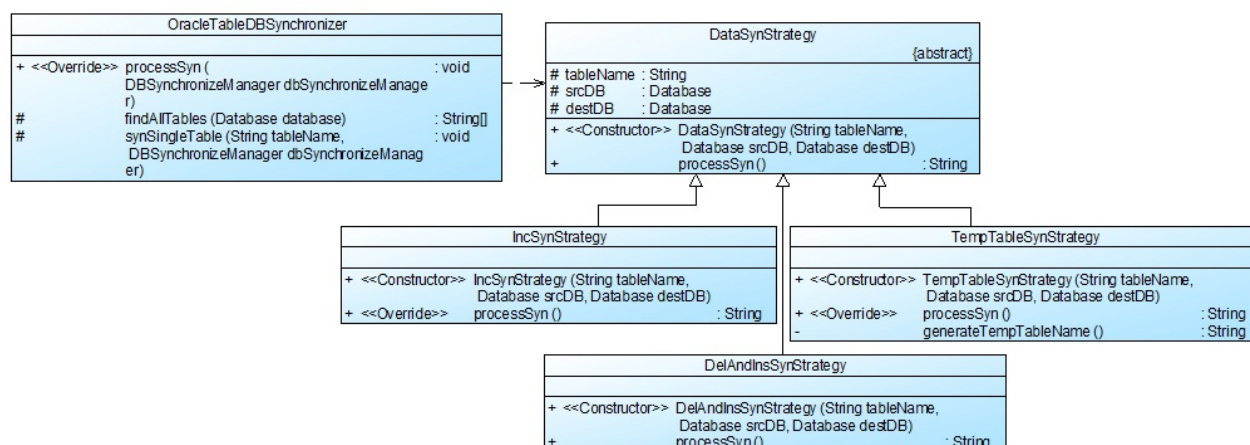 OracleTableDBSynchronizer
+ <<Override>> processSyn ( : void
DBSynchronizeManager dbSynchronizeManage
r)
# findAllTables (Database database) : String[]
# synSingleTable (String tableName, : void
DBSynchronizeManager dbSynchronizeManag
er)
DataSynStrategy
{abstract}
# tableName : String
# srcDB : Database
# destDB : Database
+ <<Constructor>> DataSynStrategy (String tableName,
Database srcDB, Database destDB)
+ processSyn () : String
IncSynStrategy
+ <<Constructor>> IncSynStrategy (String tableName,
Database srcDB, Database destDB)
+ <<Override>> processSyn () : String
TempTableSynStrategy
+ <<Constructor>> TempTableSynStrategy (String tableName,
Database srcDB, Database destDB)
+ <<Override>> processSyn () : String
- generateTempTableName () : String
DelAndInsSynStrategy
+ <<Constructor>> DelAndInsSynStrategy (String tableName,
Database srcDB, Database destDB)
+ processSyn () : String